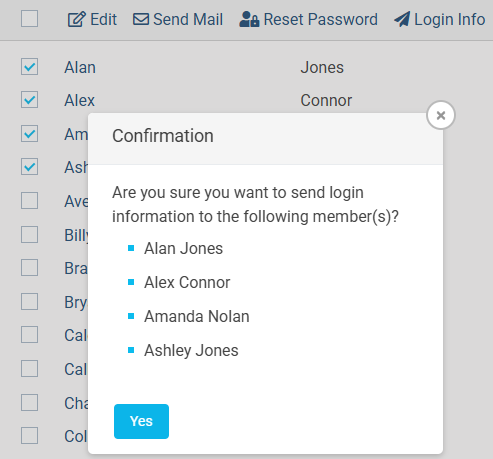 Edit Send Mail Reset Password Login Info
Alan Jones
Alex Connor
Am
Ash
Ave
Billy
Bra
Bry
Cal
Cal
Cha
Col
Confirmation
Are you sure you want to send login
information to the following member(s)?
Alan Jones
Alex Connor
Amanda Nolan
Ashley Jones
Yes